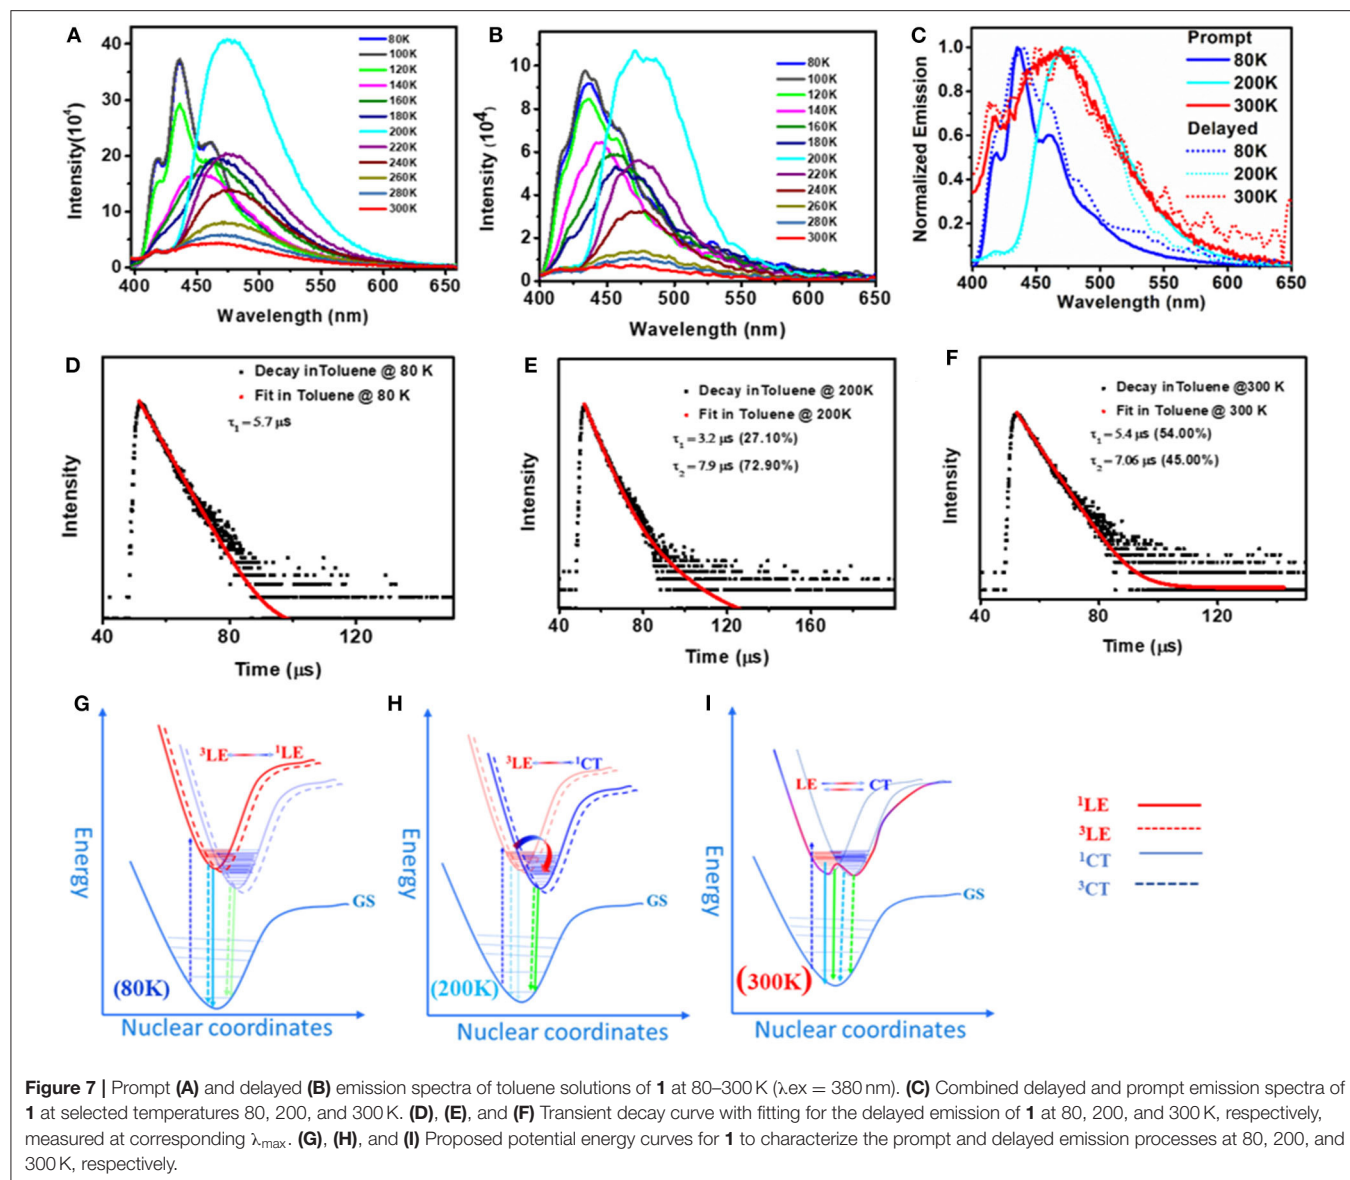 A
40
30
20
10
0
Intensity(10⁴)
400 450 500 550 600 650
Wavelength (nm)
80K
100K
120K
140K
160K
180K
200K
220K
240K
260K
280K
300K
B
10
8
6
4
2
0
Intensity (10⁴)
400 450 500 550 600 650
Wavelength (nm)
80K
100K
120K
140K
160K
180K
200K
220K
240K
260K
280K
300K
C
1.0
0.8
0.6
0.4
0.2
Normalized Emission
400 450 500 550 600 650
Wavelength (nm)
Prompt
80K
200K
300K
Delayed
80K
200K
300K
D
Decay in Toluene @ 80 K
Fit in Toluene @ 80 K
τ₁ = 5.7 µs
Intensity
40 80 120
Time (µs)
E
Decay in Toluene @ 200K
Fit in Toluene @ 200K
τ₁ = 3.2 µs (27.10%)
τ₂ = 7.9 µs (72.90%)
Intensity
40 80 120 160
Time (µs)
F
Decay in Toluene @300 K
Fit in Toluene @ 300 K
τ₁ = 5.4 µs (54.00%)
τ₂ = 7.06 µs (45.00%)
Intensity
40 80 120
Time (µs)
G
³LE ¹LE
Energy
GS
(80K)
Nuclear coordinates
H
³LE ¹CT
Energy
GS
(200K)
Nuclear coordinates
I
LE CT
Energy
GS
(300K)
Nuclear coordinates
¹LE
³LE
¹CT
³CT
Figure 7 | Prompt (A) and delayed (B) emission spectra of toluene solutions of 1 at 80–300 K (λex = 380 nm). (C) Combined delayed and prompt emission spectra of
1 at selected temperatures 80, 200, and 300 K. (D), (E), and (F) Transient decay curve with fitting for the delayed emission of 1 at 80, 200, and 300 K, respectively,
measured at corresponding λmax. (G), (H), and (I) Proposed potential energy curves for 1 to characterize the prompt and delayed emission processes at 80, 200, and
300 K, respectively.